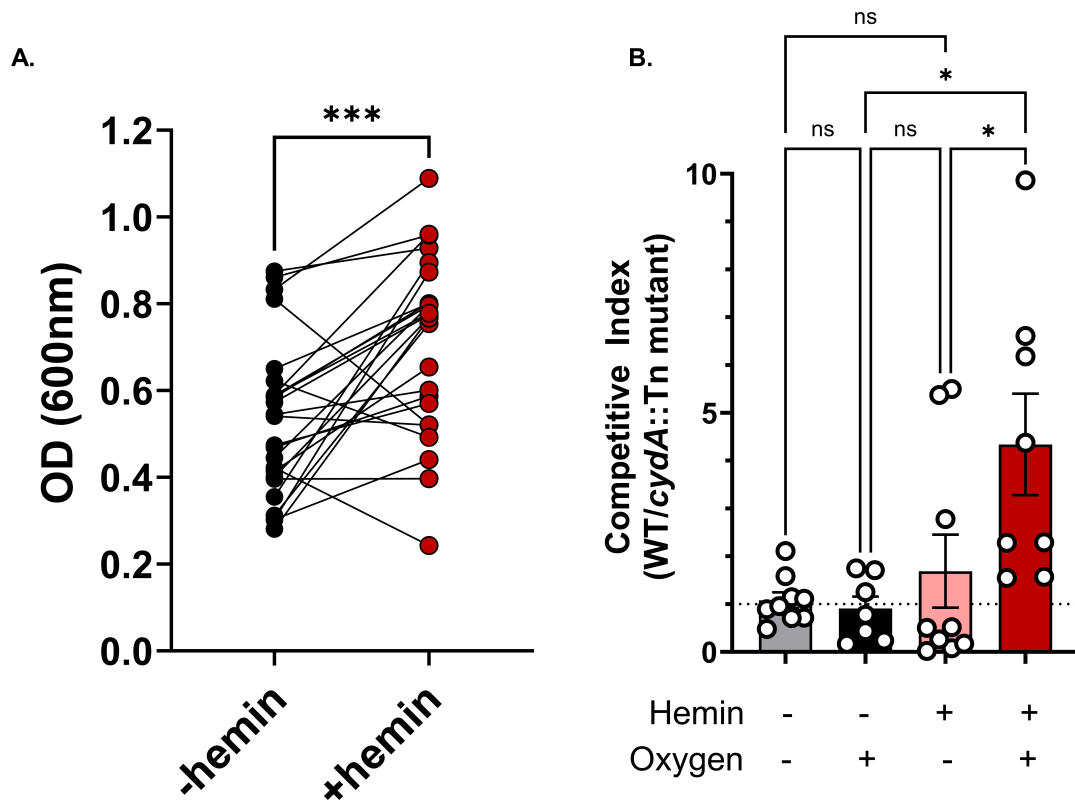 A.
***
1.2
1.0
0.8
0.6
0.4
0.2
0.0
OD (600nm)
-hemin
+hemin
B.
ns
*
ns
ns
*
10
5
0
Competitive Index
(WT/cydA::Tn mutant)
Hemin - - + +
Oxygen - + - +